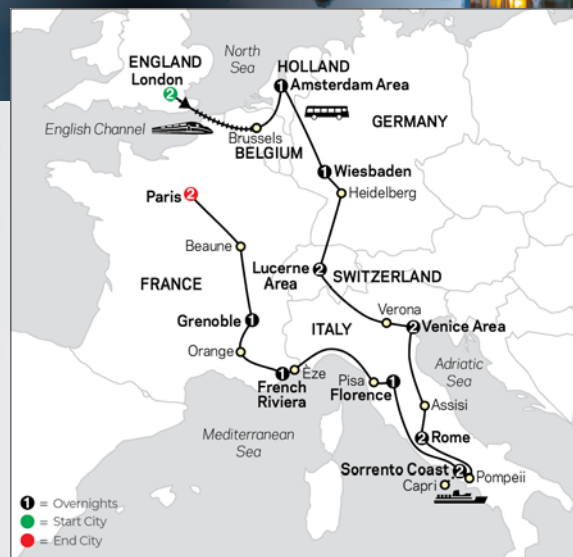 North
Sea
ENGLAND
London
2
HOLLAND
1 Amsterdam Area
English Channel
Brussels
BELGIUM
GERMANY
1 Wiesbaden
Heidelberg
Paris 2
Beaune
Lucerne
Area
2
SWITZERLAND
FRANCE
Verona
2 Venice Area
Grenoble 1
ITALY
Orange
Èze
1
French
Riviera
Pisa
Florence
1
Adriatic
Sea
Assisi
Mediterranean
Sea
2 Rome
Sorrento Coast 2
Pompeii
Capri
1 = Overnights
= Start City
= End City